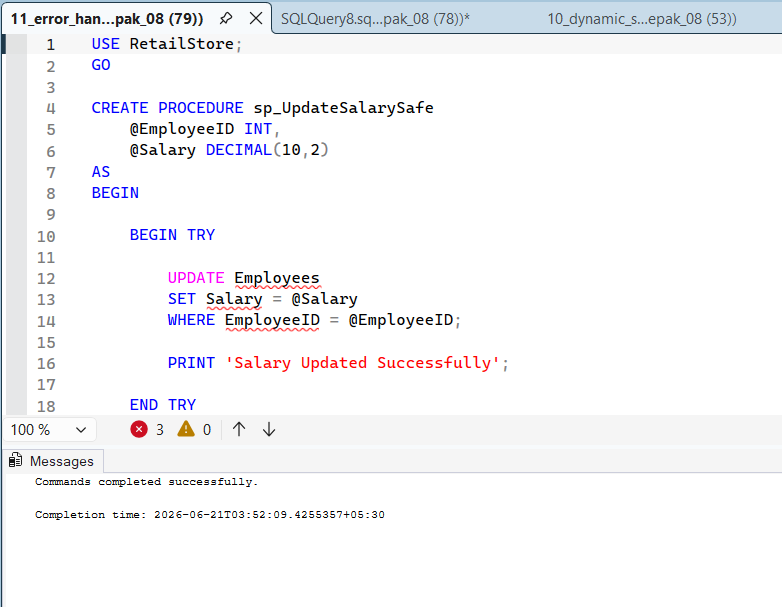 11_error_han...pak_08 (79))
SQLQuery8.sq...pak_08 (78))*
10_dynamic_s...epak_08 (53))
1 USE RetailStore;
2 GO
3
4 CREATE PROCEDURE sp_UpdateSalarySafe
5 @EmployeeID INT,
6 @Salary DECIMAL(10,2)
7 AS
8 BEGIN
9
10 BEGIN TRY
11
12 UPDATE Employees
13 SET Salary = @Salary
14 WHERE EmployeeID = @EmployeeID;
15
16 PRINT 'Salary Updated Successfully';
17
18 END TRY
100 % 3 0
Messages
Commands completed successfully.
Completion time: 2026-06-21T03:52:09.4255357+05:30